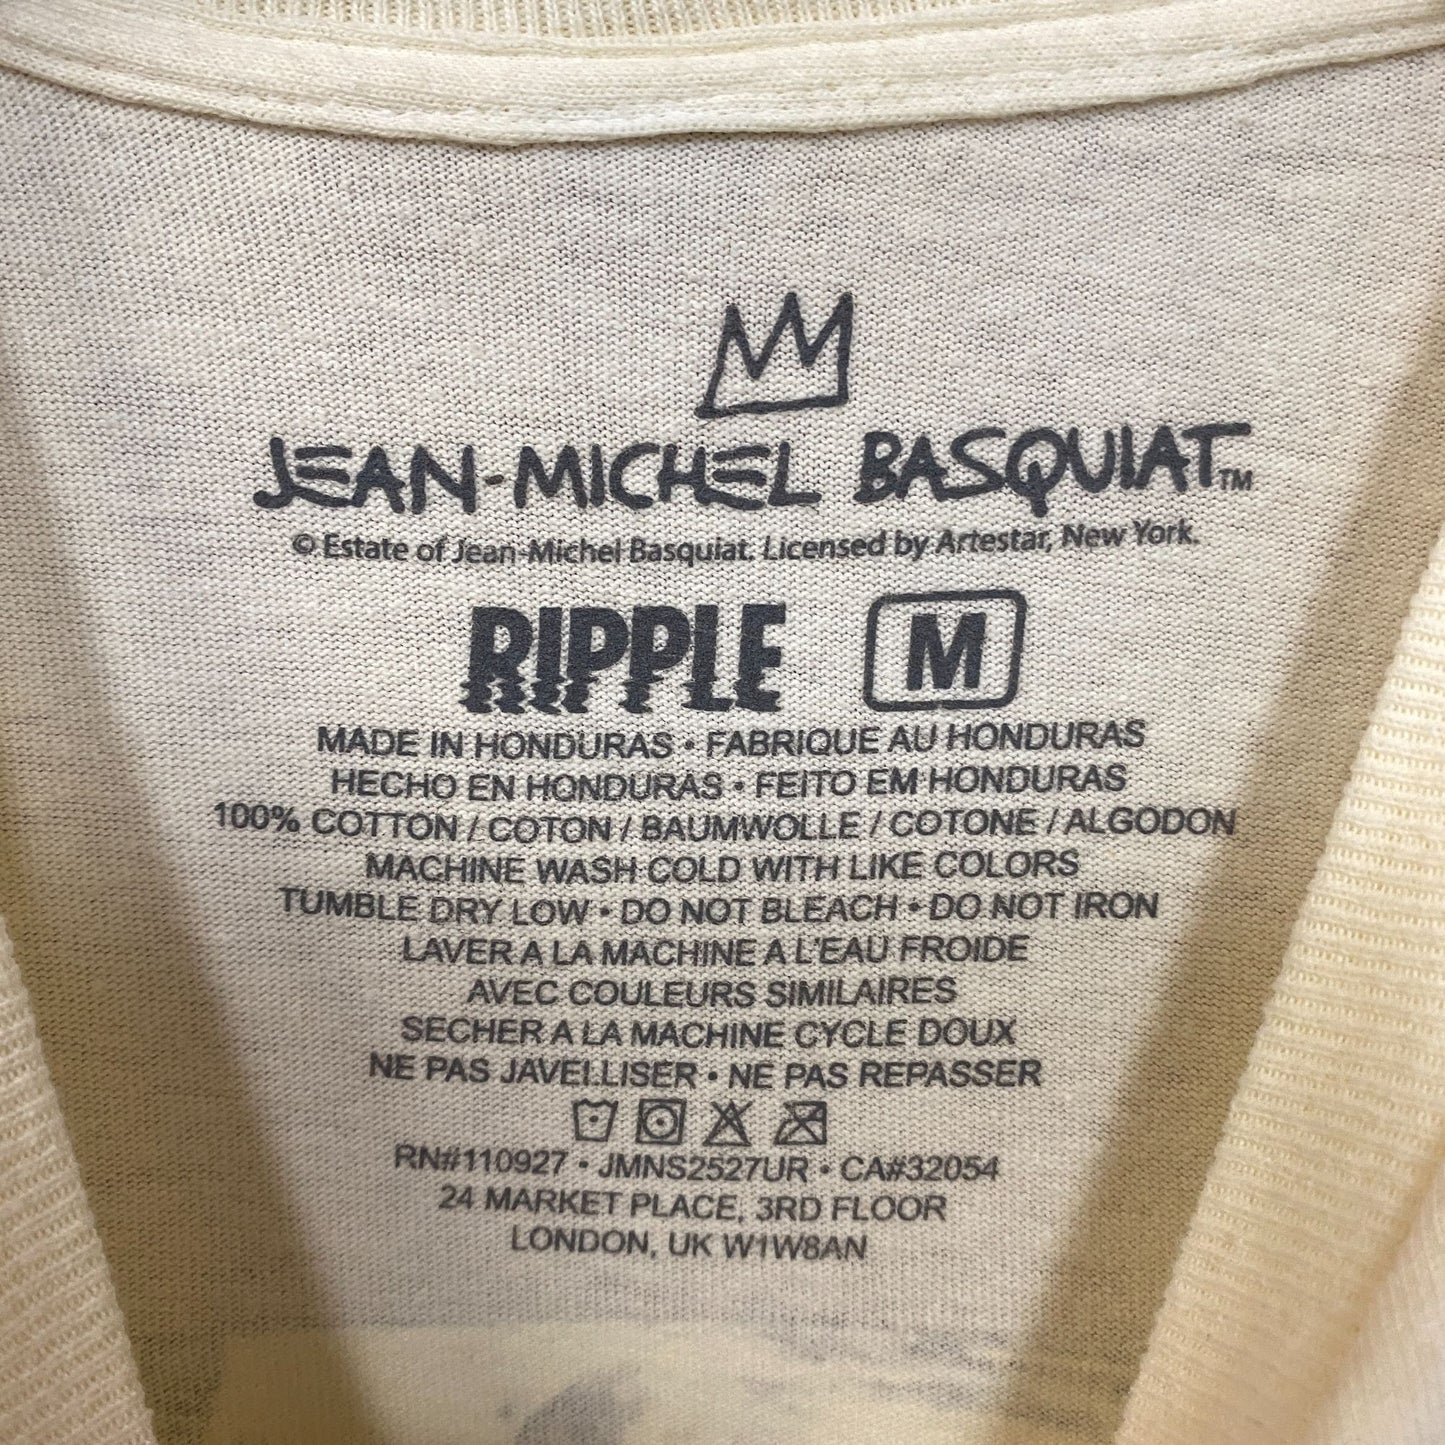 JEAN-MICHEL BASQUIAT™
© Estate of Jean-Michel Basquiat. Licensed by Artestar, New York.
RIPPLE M
MADE IN HONDURAS • FABRIQUE AU HONDURAS
HECHO EN HONDURAS • FEITO EM HONDURAS
100% COTTON / COTON / BAUMWOLLE / COTONE / ALGODON
MACHINE WASH COLD WITH LIKE COLORS
TUMBLE DRY LOW • DO NOT BLEACH • DO NOT IRON
LAVER A LA MACHINE A L'EAU FROIDE
AVEC COULEURS SIMILAIRES
SECHER A LA MACHINE CYCLE DOUX
NE PAS JAVELLISER • NE PAS REPASSER
RN#110927 • JMNS2527UR • CA#32054
24 MARKET PLACE, 3RD FLOOR
LONDON, UK W1W8AN